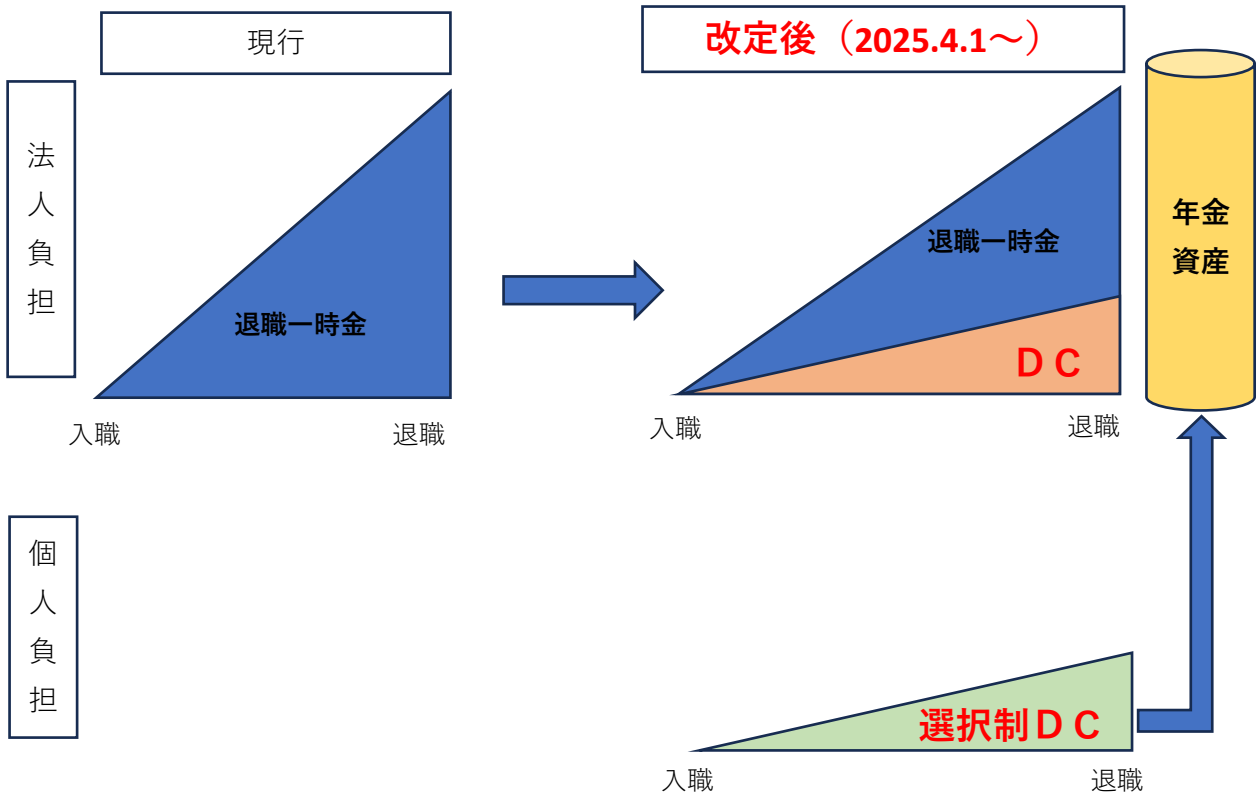 現行
改定後（2025.4.1～）
法人負担
退職一時金
入職
退職
退職一時金
ＤＣ
入職
退職
年金
資産
個人負担
選択制ＤＣ
入職
退職